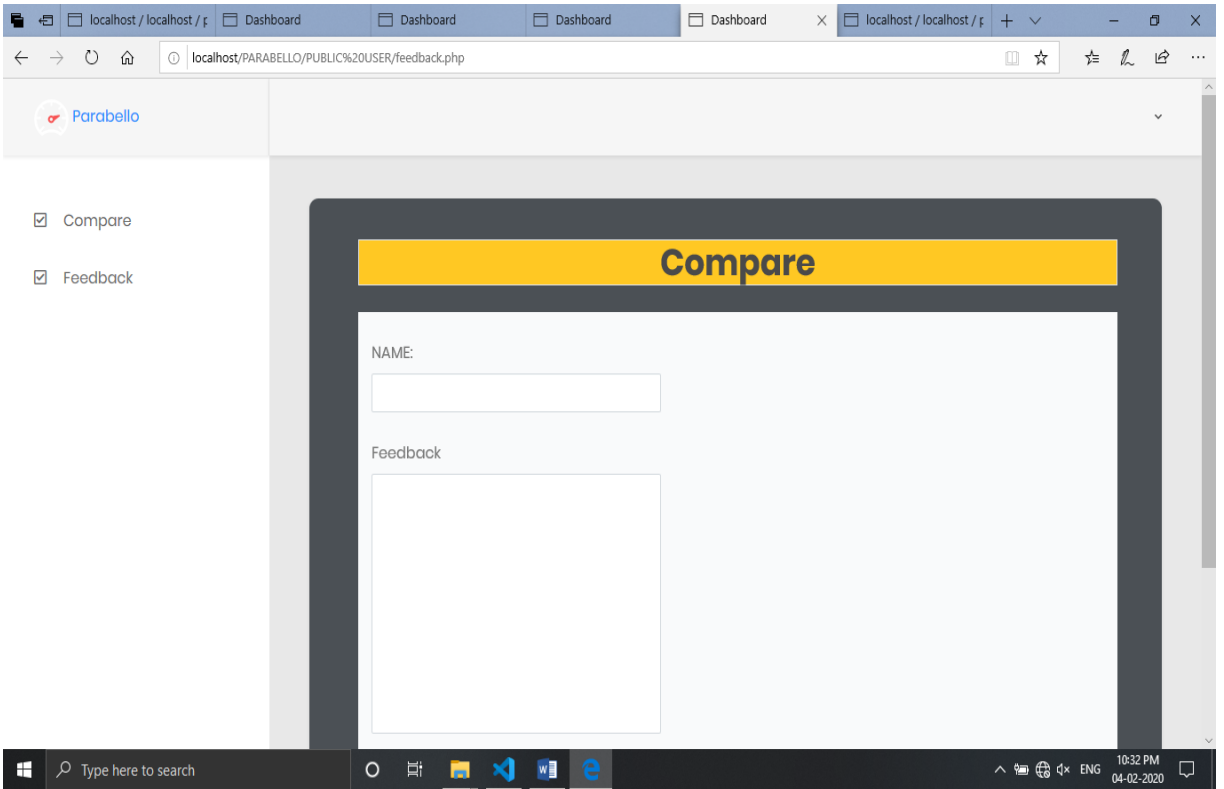 localhost / localhost / p
Dashboard
Dashboard
Dashboard
Dashboard
localhost / localhost / p
localhost/PARABELLO/PUBLIC%20USER/feedback.php
Parabello
Compare
Feedback
Compare
NAME:
Feedback
Type here to search
ENG
10:32 PM
04-02-2020